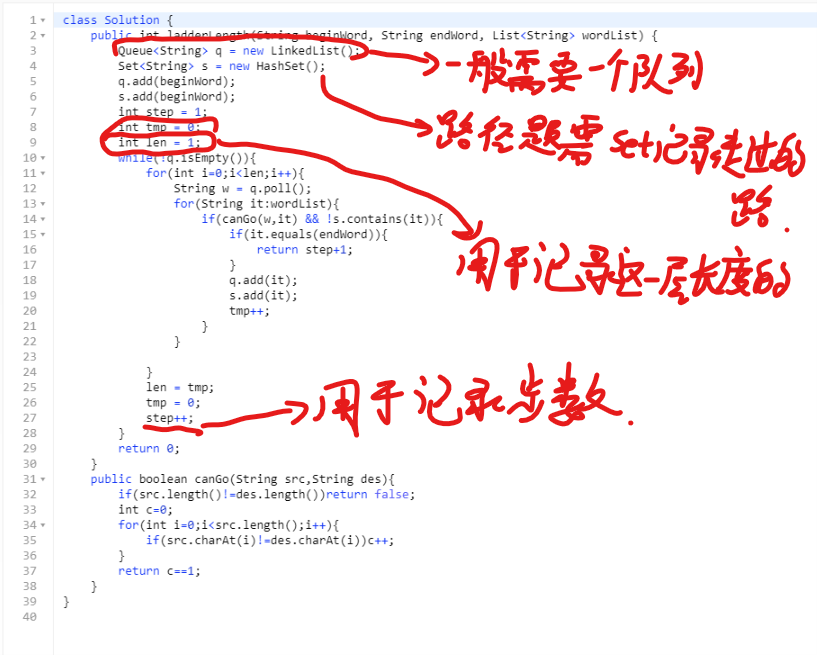 1 class Solution {
2 public int ladderLength(String beginWord, String endWord, List<String> wordList) {
3 Queue<String> q = new LinkedList();
4 Set<String> s = new HashSet();
5 q.add(beginWord);
6 s.add(beginWord);
7 int step = 1;
8 int tmp = 0;
9 int len = 1;
10 while(!q.isEmpty()){
11 for(int i=0;i<len;i++){
12 String w = q.poll();
13 for(String it:wordList){
14 if(canGo(w,it) && !s.contains(it)){
15 if(it.equals(endWord)){
16 return step+1;
17 }
18 q.add(it);
19 s.add(it);
20 tmp++;
21 }
22 }
23
24 }
25 len = tmp;
26 tmp = 0;
27 step++;
28 }
29 return 0;
30 }
31 public boolean canGo(String src,String des){
32 if(src.length()!=des.length())return false;
33 int c=0;
34 for(int i=0;i<src.length();i++){
35 if(src.charAt(i)!=des.charAt(i))c++;
36 }
37 return c==1;
38 }
39 }
40
一般需要一个队列
路径题需set记录走过的
路.
用于记录这一层长度的
用于记录步数.